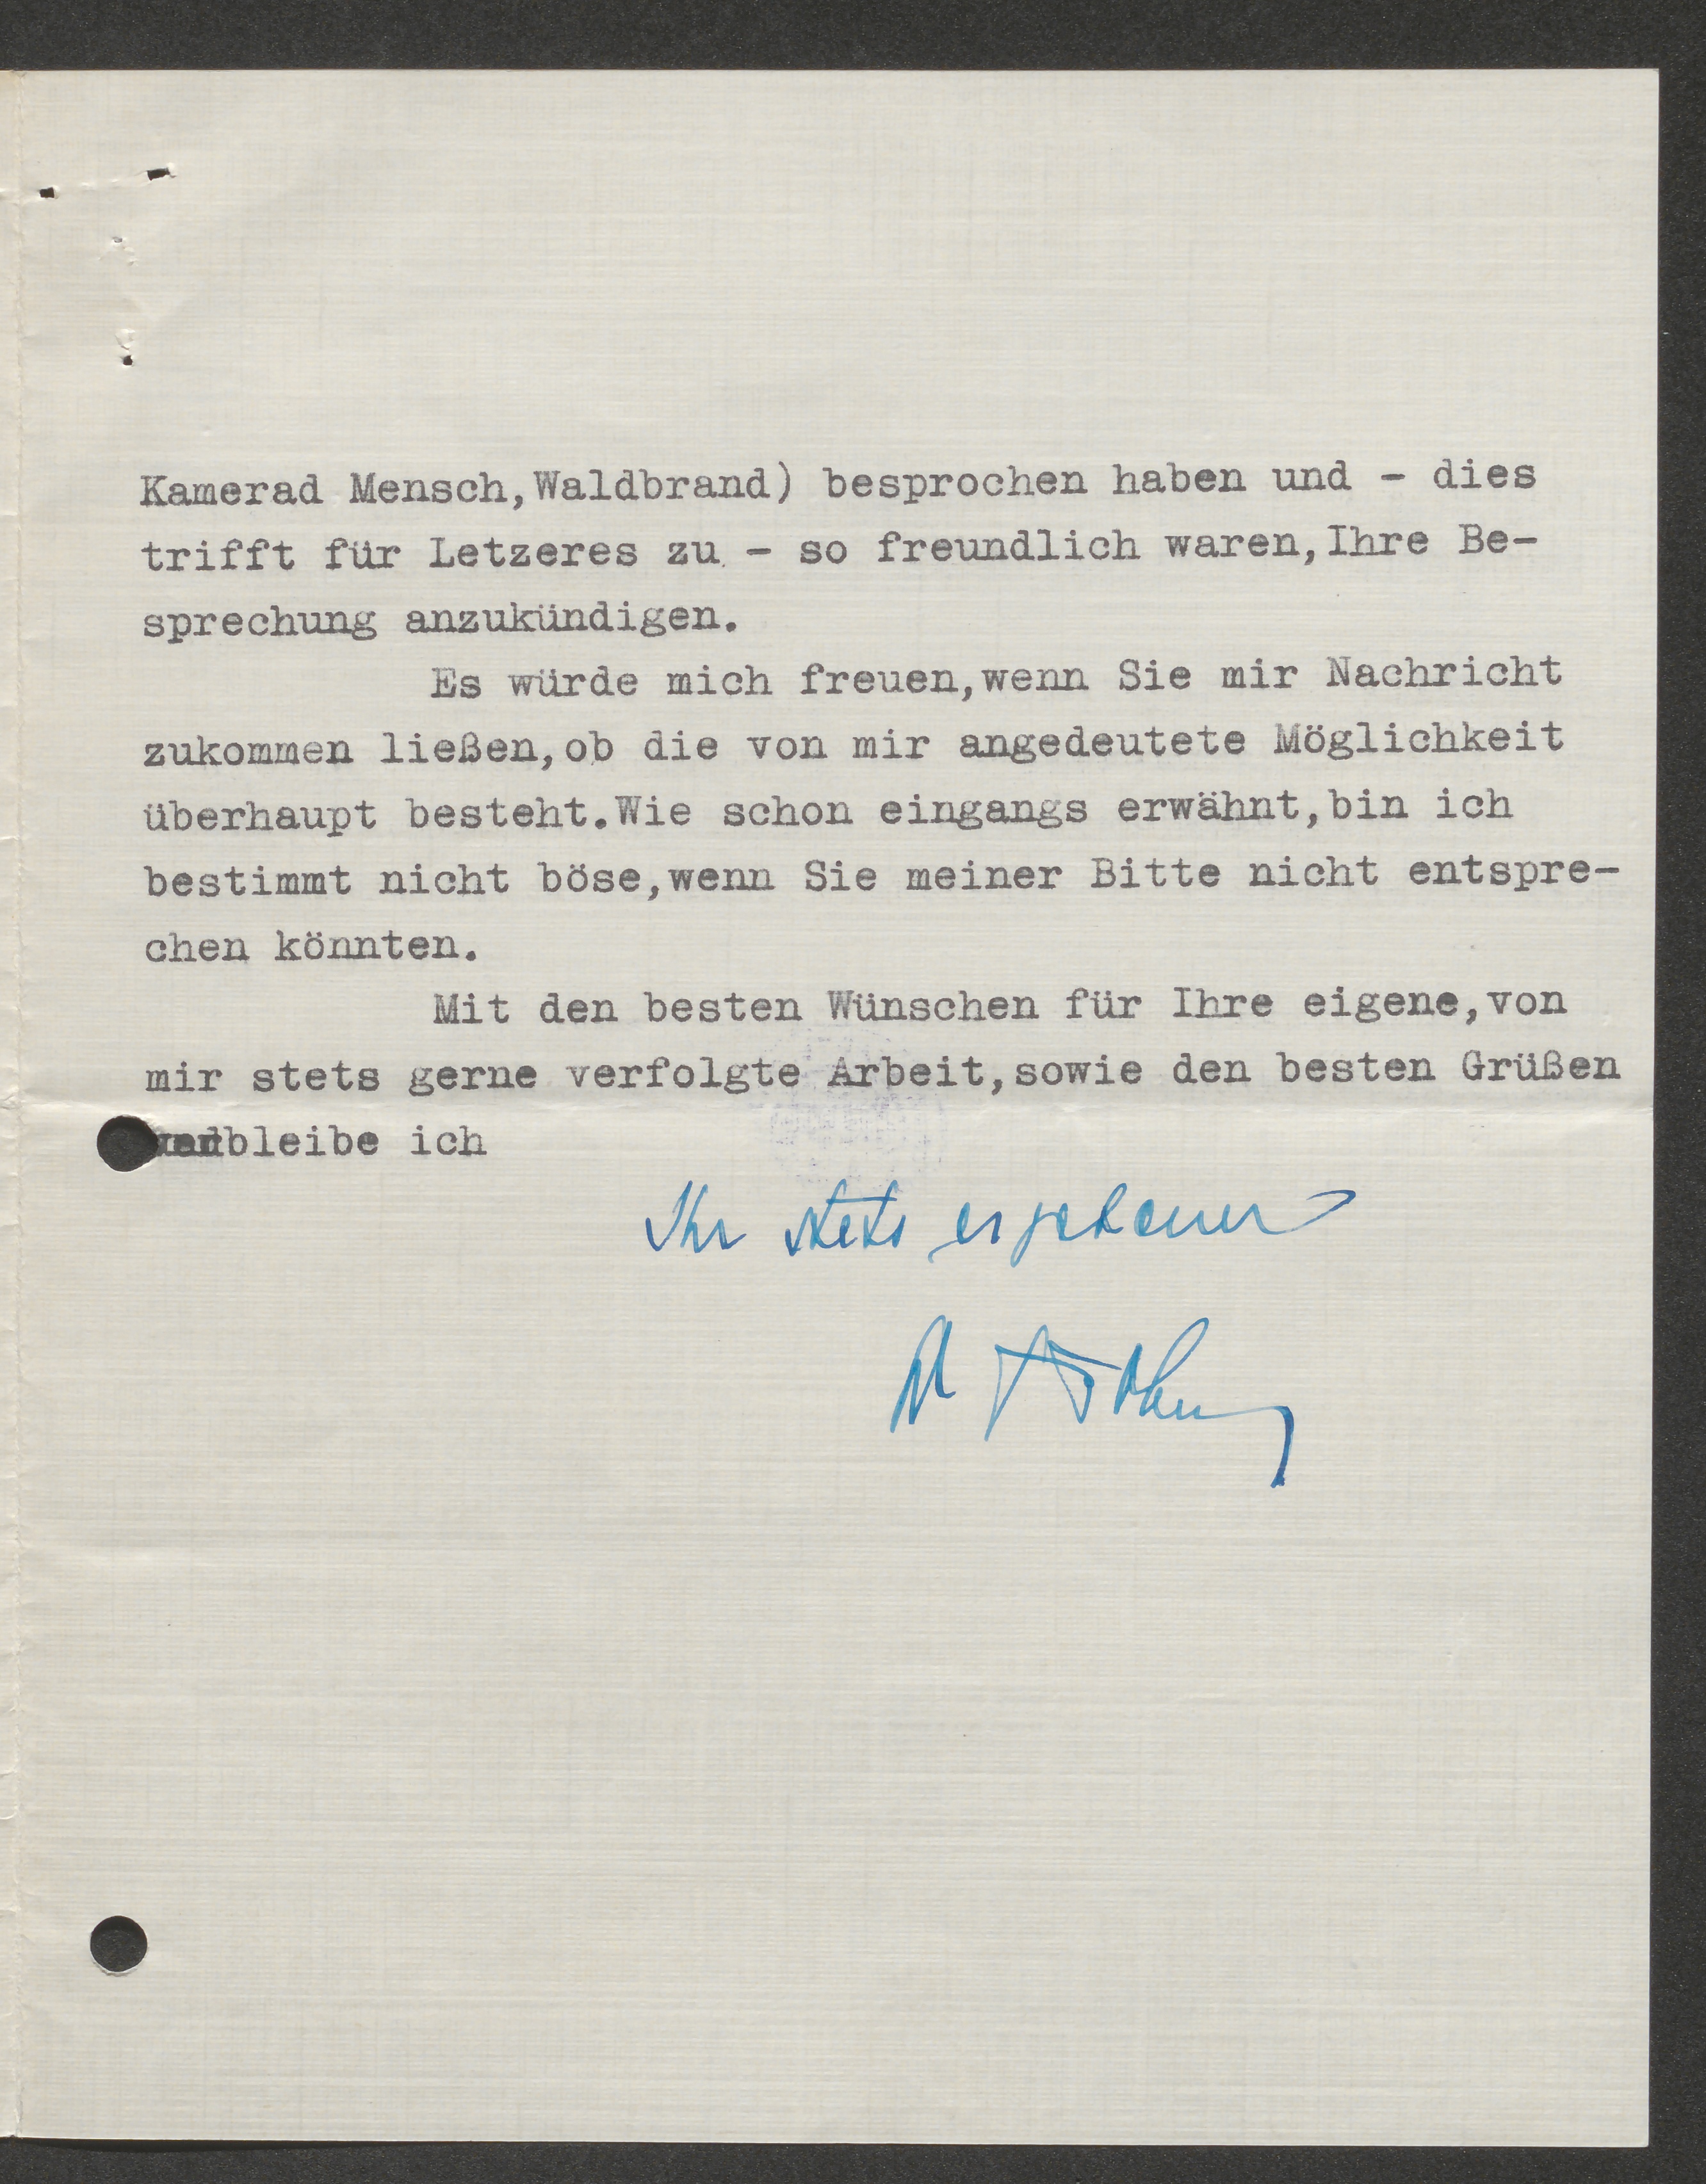 Kamerad Mensch,Waldbrand) besprochen haben und - dies
trifft für Letzeres zu - so freundlich waren,Ihre Be-
sprechung anzukündigen.
Es würde mich freuen,wenn Sie mir Nachricht
zukommen ließen,ob die von mir angedeutete Möglichkeit
überhaupt besteht.Wie schon eingangs erwähnt,bin ich
bestimmt nicht böse,wenn Sie meiner Bitte nicht entspre-
chen könnten.
Mit den besten Wünschen für Ihre eigene,von
mir stets gerne verfolgte Arbeit,sowie den besten Grüßen
bleibe ich
Ihr stets ergebener